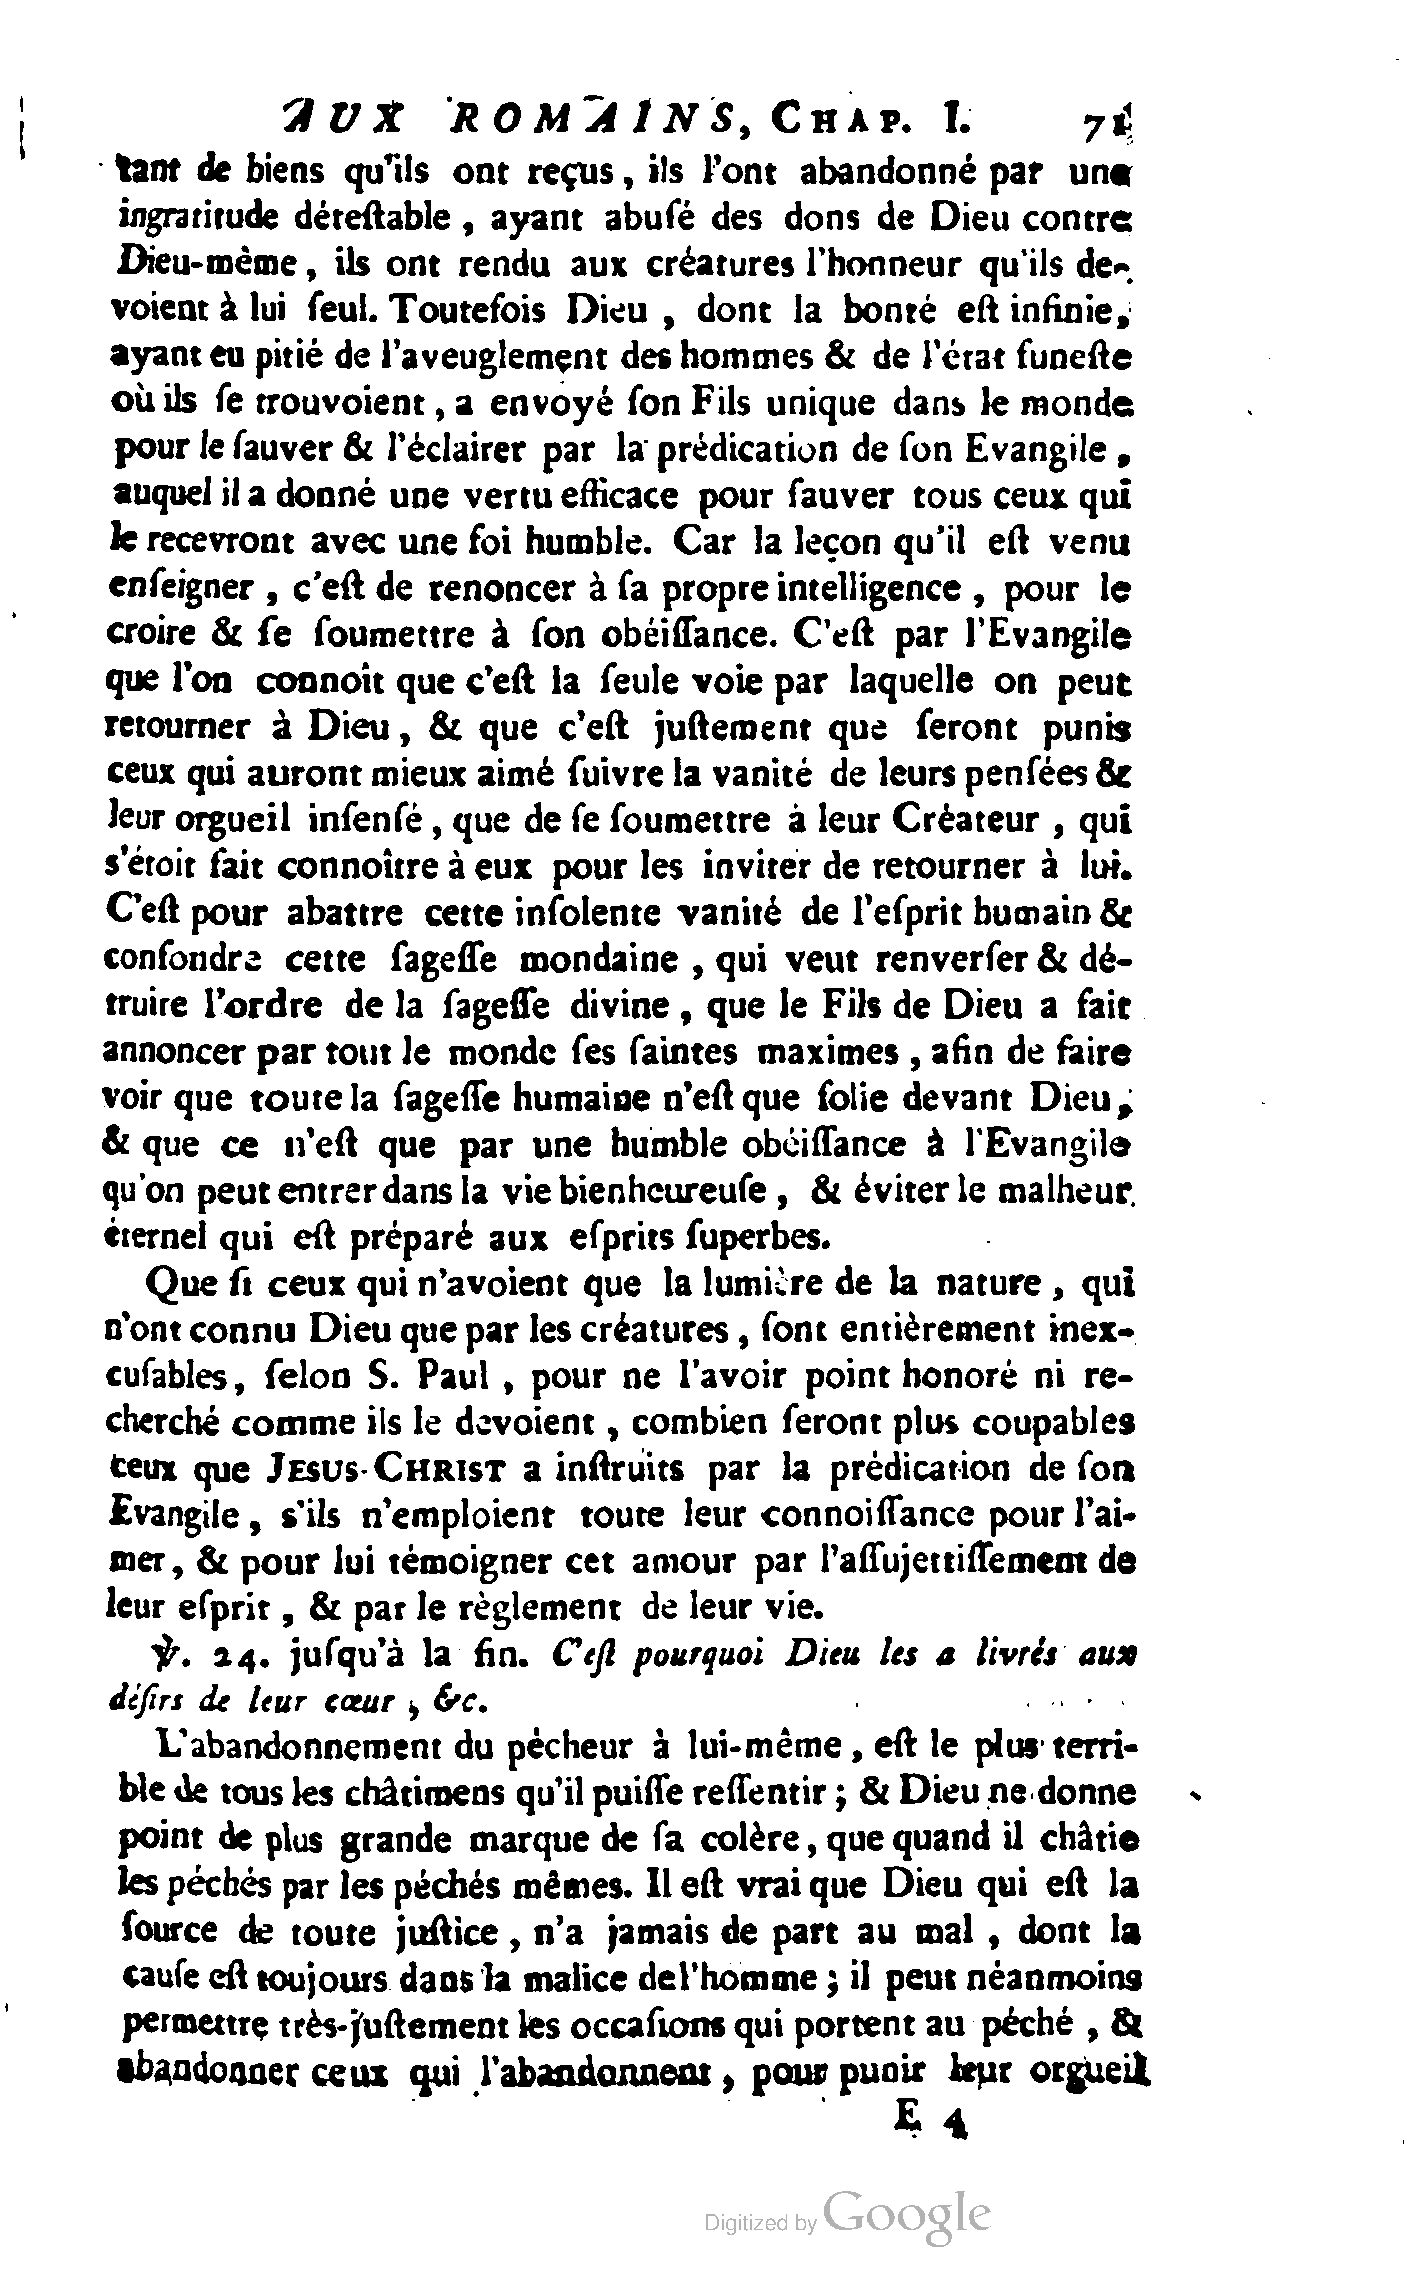 AUX ROMAINS, CHAP. I. 71
tant de biens qu'ils ont reçus, ils l'ont abandonné par une
ingratitude déteſtable, ayant abuſé des dons de Dieu contre
Dieu-même, ils ont rendu aux créatures l'honneur qu'ils de-
voient à lui ſeul. Toutefois Dieu, dont la bonté eſt infinie,
ayant eu pitié de l'aveuglement des hommes & de l'état funeſte
où ils ſe trouvoient, a envoyé ſon Fils unique dans le monde
pour le ſauver & l'éclairer par la prédication de ſon Evangile,
auquel il a donné une vertu efficace pour ſauver tous ceux qui
le recevront avec une foi humble. Car la leçon qu'il eſt venu
enſeigner, c'eſt de renoncer à ſa propre intelligence, pour le
croire & ſe ſoumettre à ſon obéiſſance. C'eſt par l'Evangile
que l'on connoît que c'eſt la ſeule voie par laquelle on peut
retourner à Dieu, & que c'eſt juſtement que ſeront punis
ceux qui auront mieux aimé ſuivre la vanité de leurs penſées &
leur orgueil inſenſé, que de ſe ſoumettre à leur Créateur, qui
s'étoit fait connoître à eux pour les inviter de retourner à lui.
C'eſt pour abattre cette inſolente vanité de l'eſprit humain &
confondre cette ſageſſe mondaine, qui veut renverſer & dé-
truire l'ordre de la ſageſſe divine, que le Fils de Dieu a fait
annoncer par tout le monde ſes ſaintes maximes, afin de faire
voir que toute la ſageſſe humaine n'eſt que folie devant Dieu,
& que ce n'eſt que par une humble obéiſſance à l'Evangile
qu'on peut entrer dans la vie bienheureuſe, & éviter le malheur
éternel qui eſt préparé aux eſprits ſuperbes.
Que ſi ceux qui n'avoient que la lumière de la nature, qui
n'ont connu Dieu que par les créatures, ſont entièrement inex-
cuſables, ſelon S. Paul, pour ne l'avoir point honoré ni re-
cherché comme ils le devoient, combien ſeront plus coupables
ceux que JESUS-CHRIST a inſtruits par la prédication de ſon
Evangile, s'ils n'emploient toute leur connoiſſance pour l'ai-
mer, & pour lui témoigner cet amour par l'aſſujettiſſement de
leur eſprit, & par le règlement de leur vie.
℣. 24. juſqu'à la fin. C'eſt pourquoi Dieu les a livrés aux
déſirs de leur cœur, &c.
L'abandonnement du pécheur à lui-même, eſt le plus terri-
ble de tous les châtimens qu'il puiſſe reſſentir; & Dieu ne donne
point de plus grande marque de ſa colère, que quand il châtie
les péchés par les péchés mêmes. Il eſt vrai que Dieu qui eſt la
ſource de toute juſtice, n'a jamais de part au mal, dont la
cauſe eſt toujours dans la malice de l'homme; il peut néanmoins
permettre très-juſtement les occaſions qui portent au péché, &
abandonner ceux qui l'abandonnent, pour punir leur orgueil
E 4
Digitized by Google